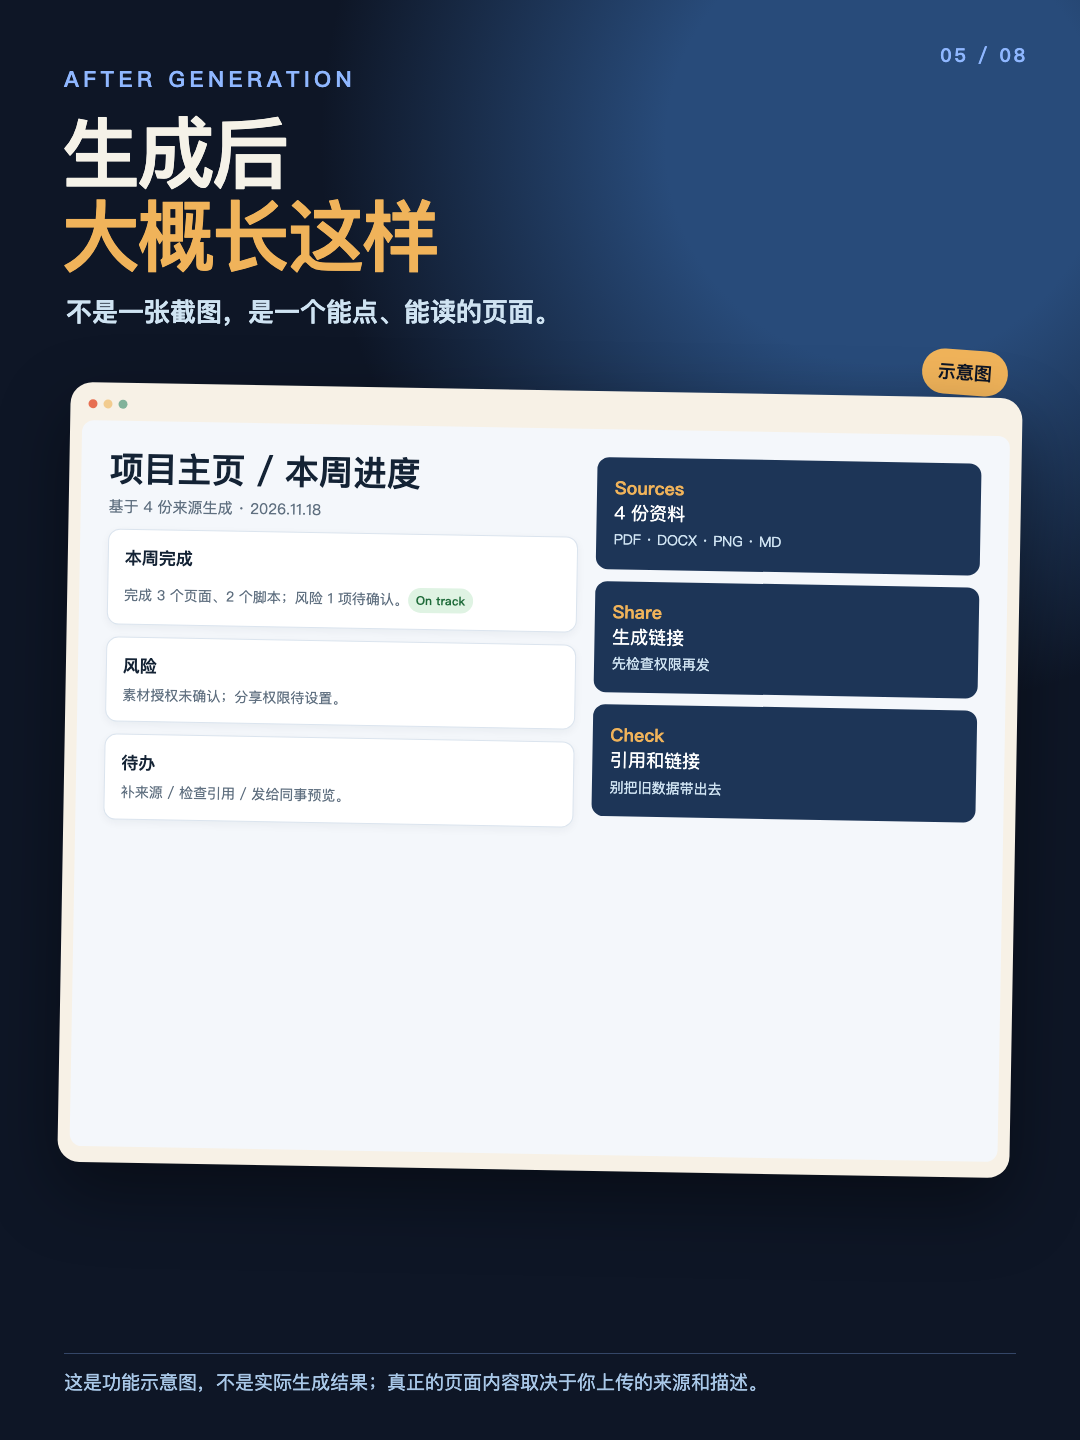 05 / 08
AFTER GENERATION
生成后
大概长这样
不是一张截图，是一个能点、能读的页面。
示意图
项目主页 / 本周进度
基于 4 份来源生成 · 2026.11.18
本周完成
完成 3 个页面、2 个脚本；风险 1 项待确认。 On track
风险
素材授权未确认；分享权限待设置。
待办
补来源 / 检查引用 / 发给同事预览。
Sources
4 份资料
PDF · DOCX · PNG · MD
Share
生成链接
先检查权限再发
Check
引用和链接
别把旧数据带出去
这是功能示意图，不是实际生成结果；真正的页面内容取决于你上传的来源和描述。